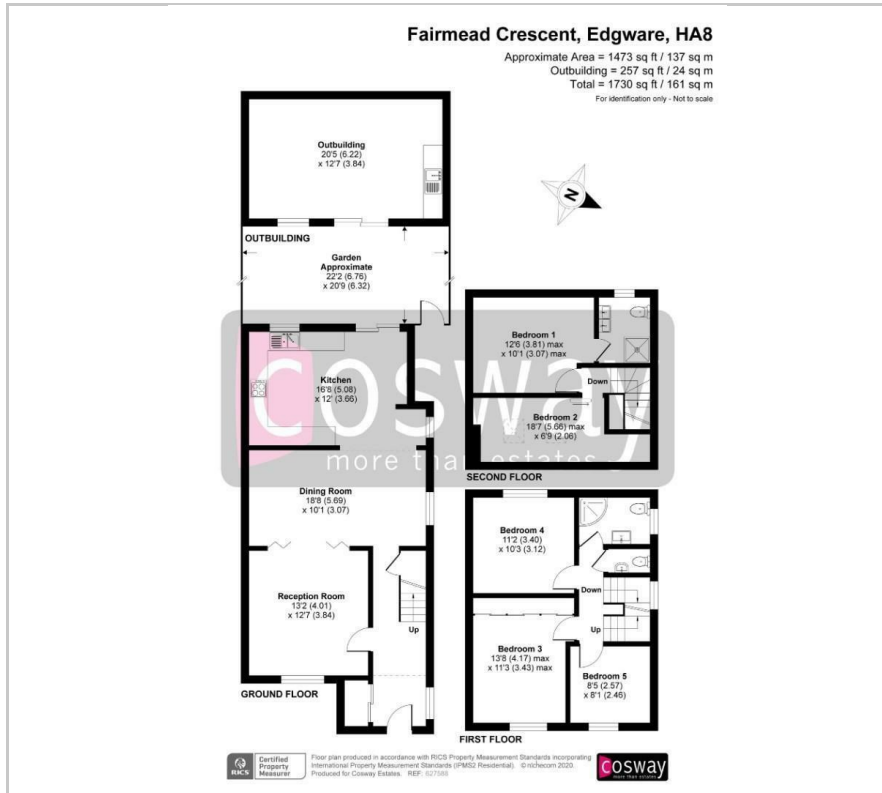 Fairmead Crescent, Edgware, HA8
Approximate Area = 1473 sq ft / 137 sq m
Outbuilding = 257 sq ft / 24 sq m
Total = 1730 sq ft / 161 sq m
For identification only - Not to scale
Outbuilding
20'5 (6.22)
x 12'7 (3.84)
N
OUTBUILDING
Garden
Approximate
22'2 (6.76)
x 20'9 (6.32)
Kitchen
16'8 (5.08)
x 12' (3.66)
Dining Room
18'8 (5.69)
x 10'1 (3.07)
Reception Room
13'2 (4.01)
x 12'7 (3.84)
Up
GROUND FLOOR
Bedroom 1
12'6 (3.81) max
x 10'1 (3.07) max
Down
Bedroom 2
18'7 (5.66) max
x 6'9 (2.06)
SECOND FLOOR
cosway
more than estates
Bedroom 4
11'2 (3.40)
x 10'3 (3.12)
Down
Up
Bedroom 3
13'8 (4.17) max
x 11'3 (3.43) max
Bedroom 5
8'5 (2.57)
x 8'1 (2.46)
FIRST FLOOR
RICS
Certified
Property
Measurer
Floor plan produced in accordance with RICS Property Measurement Standards incorporating
International Property Measurement Standards (IPMS2 Residential). © nichecom 2020.
Produced for Cosway Estates. REF: 627586
cosway
more than estates